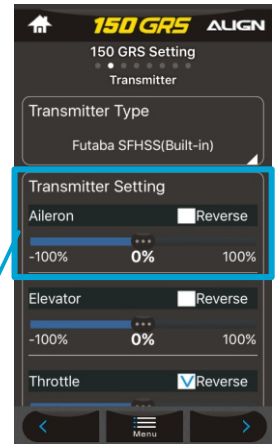 150 GRS ALIGN
150 GRS Setting
Transmitter
Transmitter Type
Futaba SFHSS(Built-in)
Transmitter Setting
Aileron Reverse
-100% 0% 100%
Elevator Reverse
-100% 0% 100%
Throttle Reverse
Menu